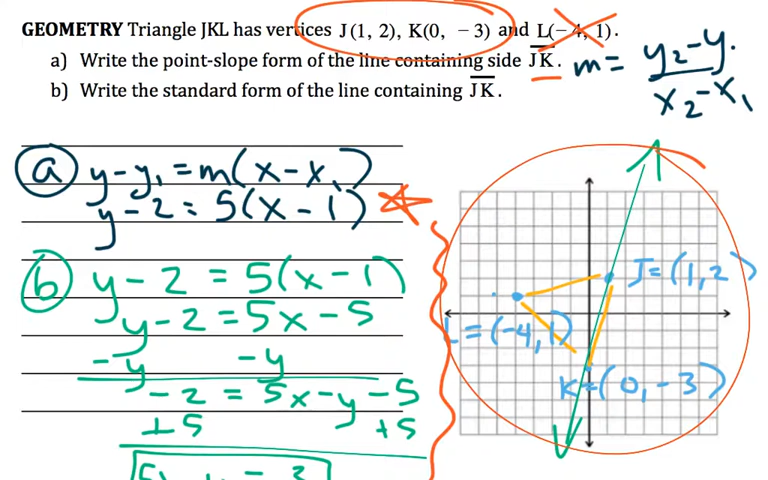 GEOMETRY Triangle JKL has vertices J(1, 2), K(0, − 3) and L(− 4, 1).
a) Write the point-slope form of the line containing side JK.
b) Write the standard form of the line containing JK.
m = y₂ − y₁ / x₂ − x₁
a y − y₁ = m(x − x₁)
y − 2 = 5(x − 1)
b y − 2 = 5(x − 1)
y − 2 = 5x − 5
−y −y
−2 = 5x − y − 5
+5 +5
J = (1, 2)
L = (−4, 1)
K = (0, −3)